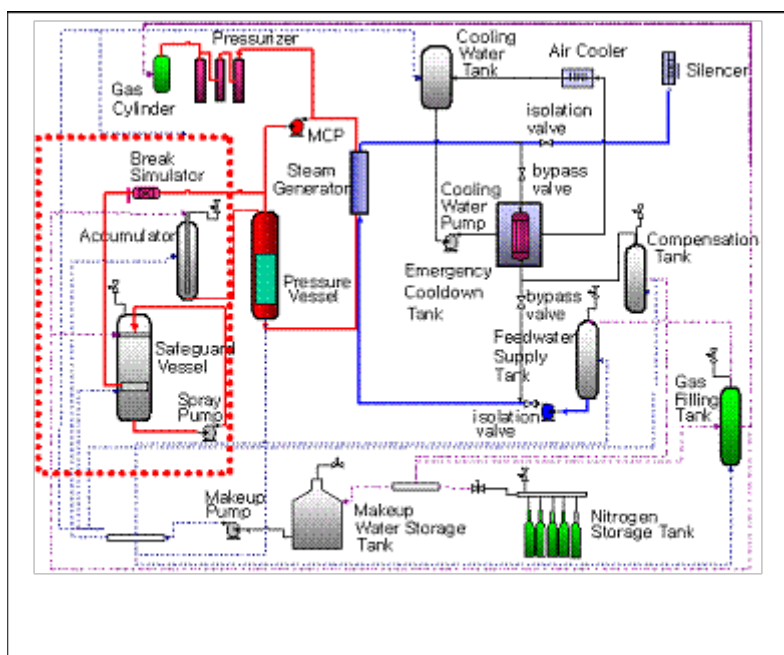 Pressurizer
Gas
Cylinder
Cooling
Water
Tank
Air Cooler
Silencer
isolation
valve
MCP
Break
Simulator
Steam
Generator
bypass
valve
Cooling
Water
Pump
Accumulator
Compensation
Tank
Pressure
Vessel
Emergency
Cooldown
Tank
bypass
valve
Feedwater
Supply
Tank
Safeguard
Vessel
Spray
Pump
Gas
Filling
Tank
isolation
valve
Makeup
Pump
Makeup
Water Storage
Tank
Nitrogen
Storage Tank